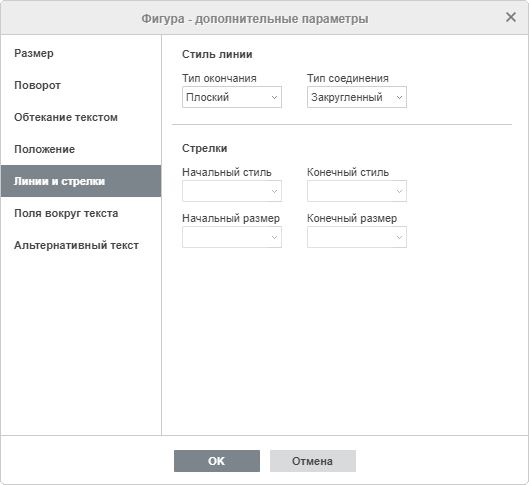 Фигура - дополнительные параметры
Размер
Поворот
Обтекание текстом
Положение
Линии и стрелки
Поля вокруг текста
Альтернативный текст
Стиль линии
Тип окончания Тип соединения
Плоский Закругленный
Стрелки
Начальный стиль Конечный стиль
Начальный размер Конечный размер
OK Отмена